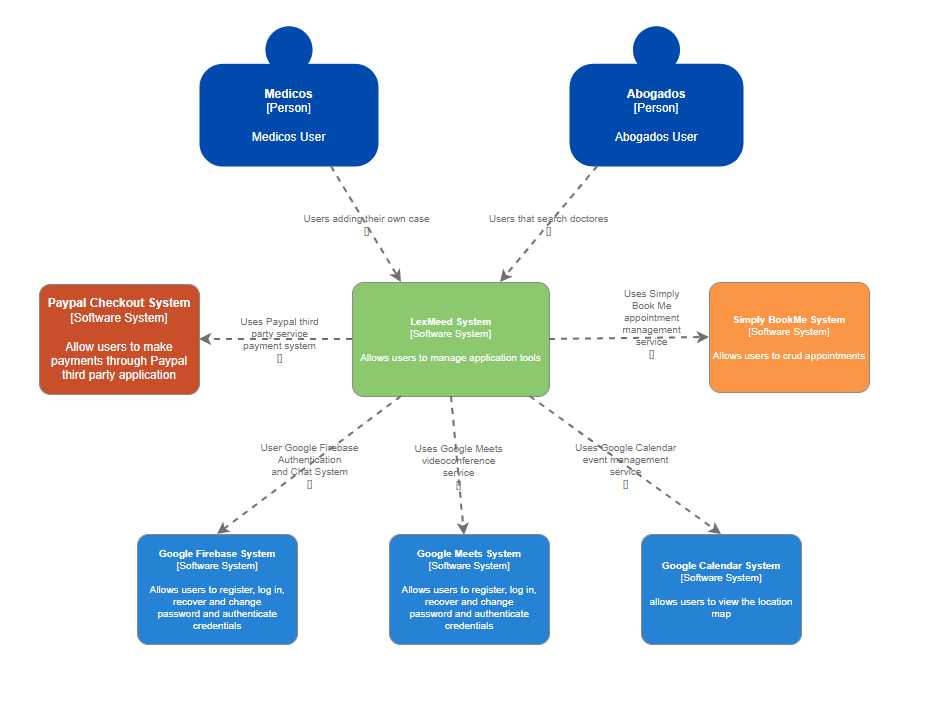 Medicos
[Person]
Medicos User
Abogados
[Person]
Abogados User
Users adding their own case
[]
Users that search doctores
[]
Paypal Checkout System
[Software System]
Allow users to make
payments through Paypal
third party application
Uses Paypal third
party service
payment system
[]
LexMeed System
[Software System]
Allows users to manage application tools
Uses Simply
Book Me
appointment
management
service
[]
Simply BookMe System
[Software System]
Allows users to crud appointments
User Google Firebase
Authentication
and Chat System
[]
Uses Google Meets
videoconference
service
[]
Uses Google Calendar
event management
service
[]
Google Firebase System
[Software System]
Allows users to register, log in,
recover and change
password and authenticate
credentials
Google Meets System
[Software System]
Allows users to register, log in,
recover and change
password and authenticate
credentials
Google Calendar System
[Software System]
allows users to view the location
map